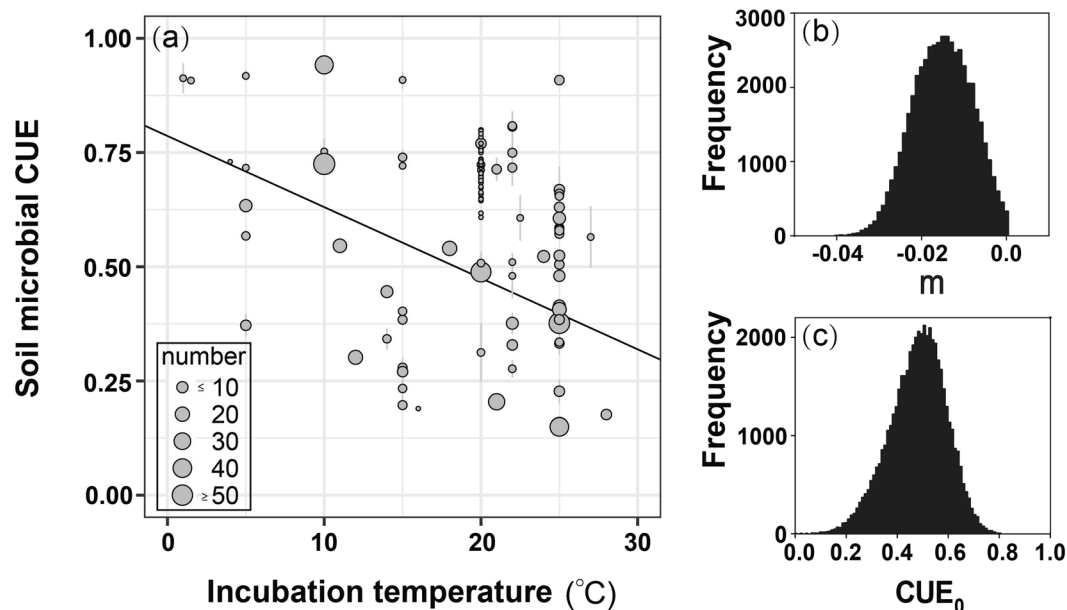 (a)
Soil microbial CUE
1.00
0.75
0.50
0.25
0.00
number
≤ 10
20
30
40
≥ 50
0 10 20 30
Incubation temperature (°C)
(b)
Frequency
3000
2000
1000
0
-0.04 -0.02 0.0
m
(c)
Frequency
2000
1000
0
0.0 0.2 0.4 0.6 0.8 1.0
CUE₀